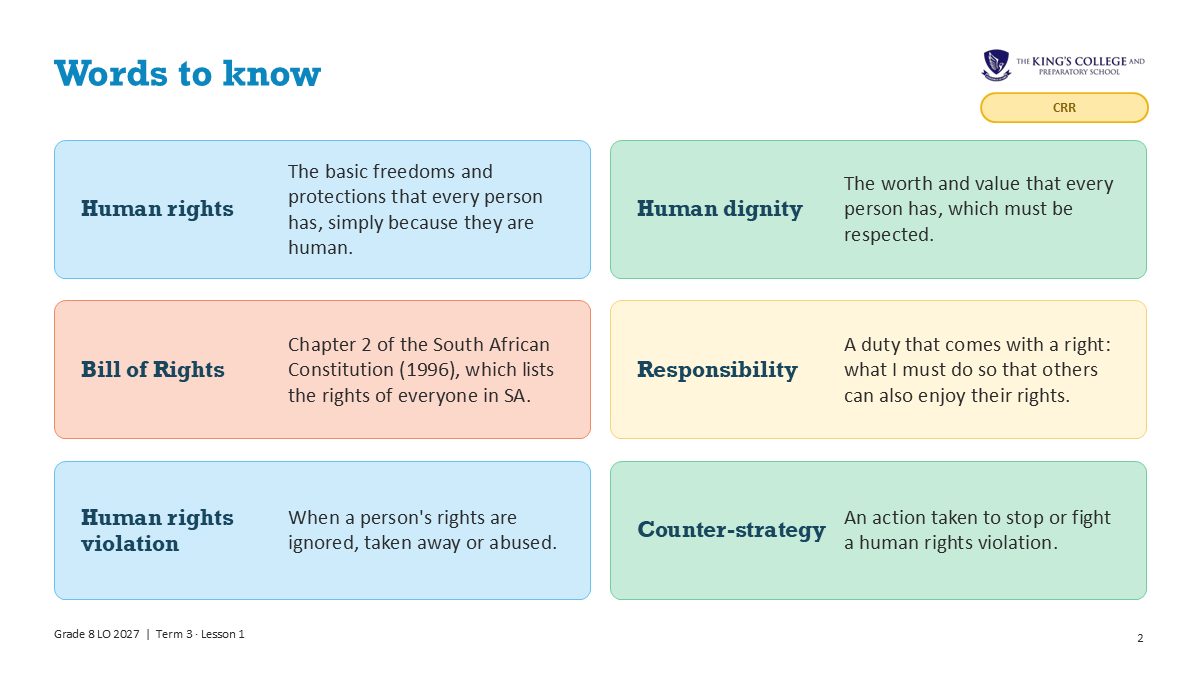 Words to know
THE KING'S COLLEGE AND
PREPARATORY SCHOOL
CRR
Human rights
The basic freedoms and
protections that every person
has, simply because they are
human.
Human dignity
The worth and value that every
person has, which must be
respected.
Bill of Rights
Chapter 2 of the South African
Constitution (1996), which lists
the rights of everyone in SA.
Responsibility
A duty that comes with a right:
what I must do so that others
can also enjoy their rights.
Human rights
violation
When a person's rights are
ignored, taken away or abused.
Counter-strategy
An action taken to stop or fight
a human rights violation.
Grade 8 LO 2027 | Term 3 · Lesson 1
2